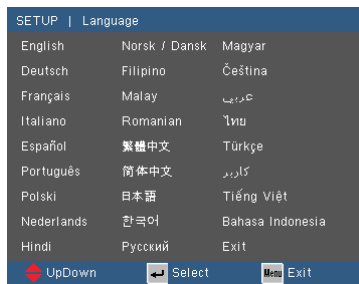 SETUP | Language
English Norsk / Dansk Magyar
Deutsch Filipino Čeština
Français Malay عربي
Italiano Romanian ไทย
Español 繁體中文 Türkçe
Português 简体中文 کاربر
Polski 日本語 Tiếng Việt
Nederlands 한국어 Bahasa Indonesia
Hindi Русский Exit
UpDown Select Menu Exit